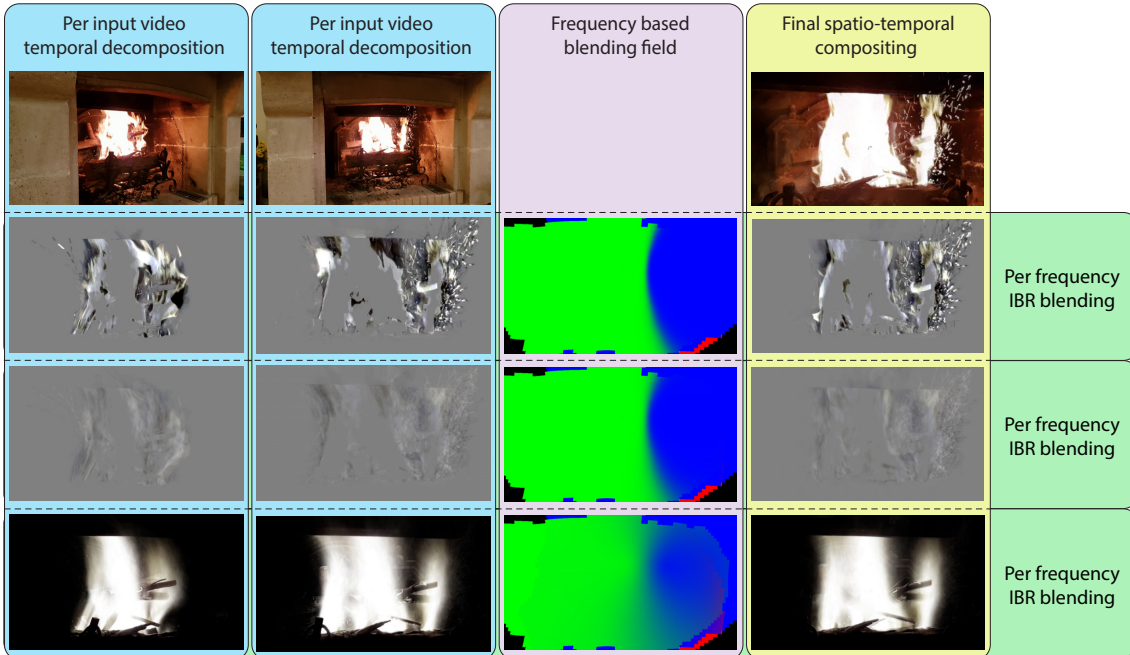 Per input video
temporal decomposition
Per input video
temporal decomposition
Frequency based
blending field
Final spatio-temporal
compositing
Per frequency
IBR blending
Per frequency
IBR blending
Per frequency
IBR blending